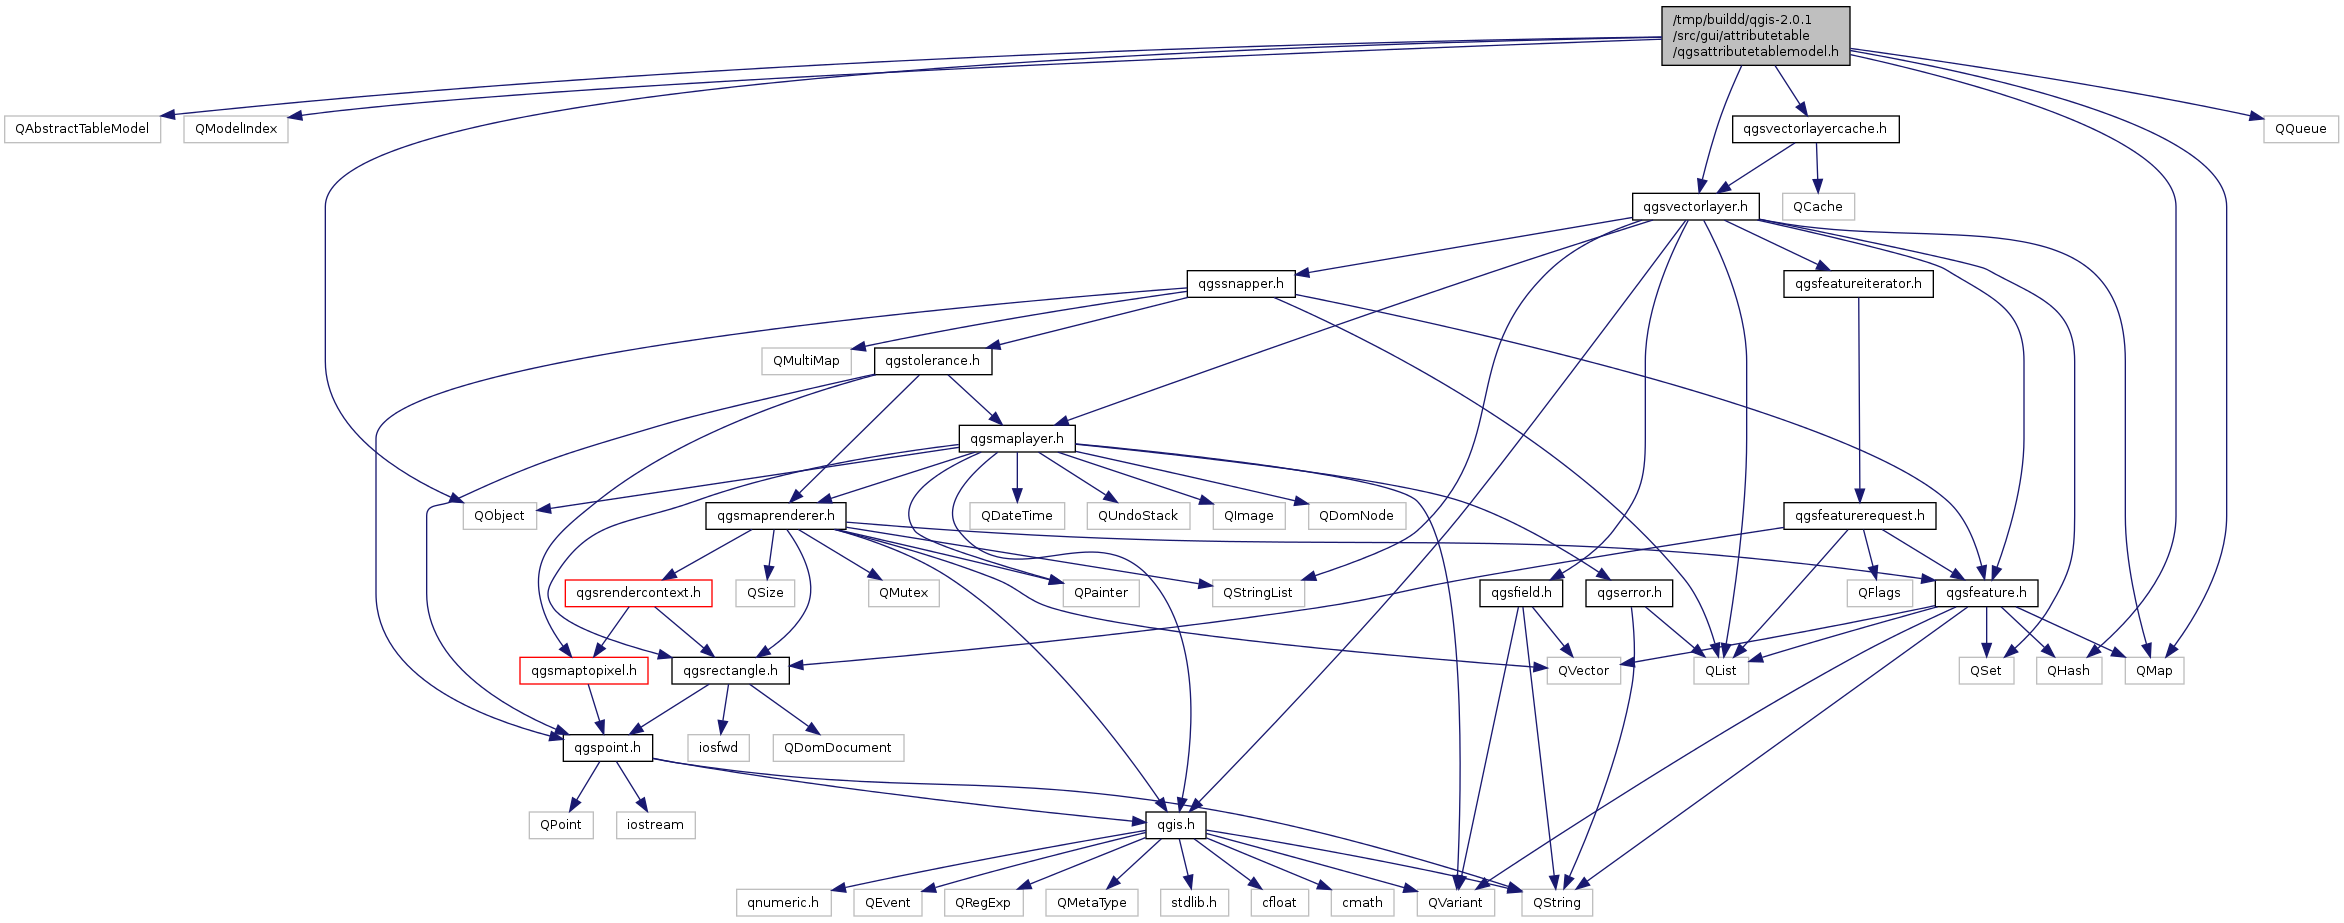 /tmp/buildd/qgis-2.0.1
/src/gui/attributetable
/qgsattributetablemodel.h
QAbstractTableModel
QModelIndex
qgsvectorlayercache.h
QQueue
qgsvectorlayer.h
QCache
qgssnapper.h
qgsfeatureiterator.h
QMultiMap
qgstolerance.h
qgsmaplayer.h
QObject
qgsmaprenderer.h
QDateTime
QUndoStack
QImage
QDomNode
qgsfeaturerequest.h
qgsrendercontext.h
QSize
QMutex
QPainter
QStringList
qgsfield.h
qgserror.h
QFlags
qgsfeature.h
qgsmaptopixel.h
qgsrectangle.h
QVector
QList
QSet
QHash
QMap
qgspoint.h
iosfwd
QDomDocument
QPoint
iostream
qgis.h
qnumeric.h
QEvent
QRegExp
QMetaType
stdlib.h
cfloat
cmath
QVariant
QString